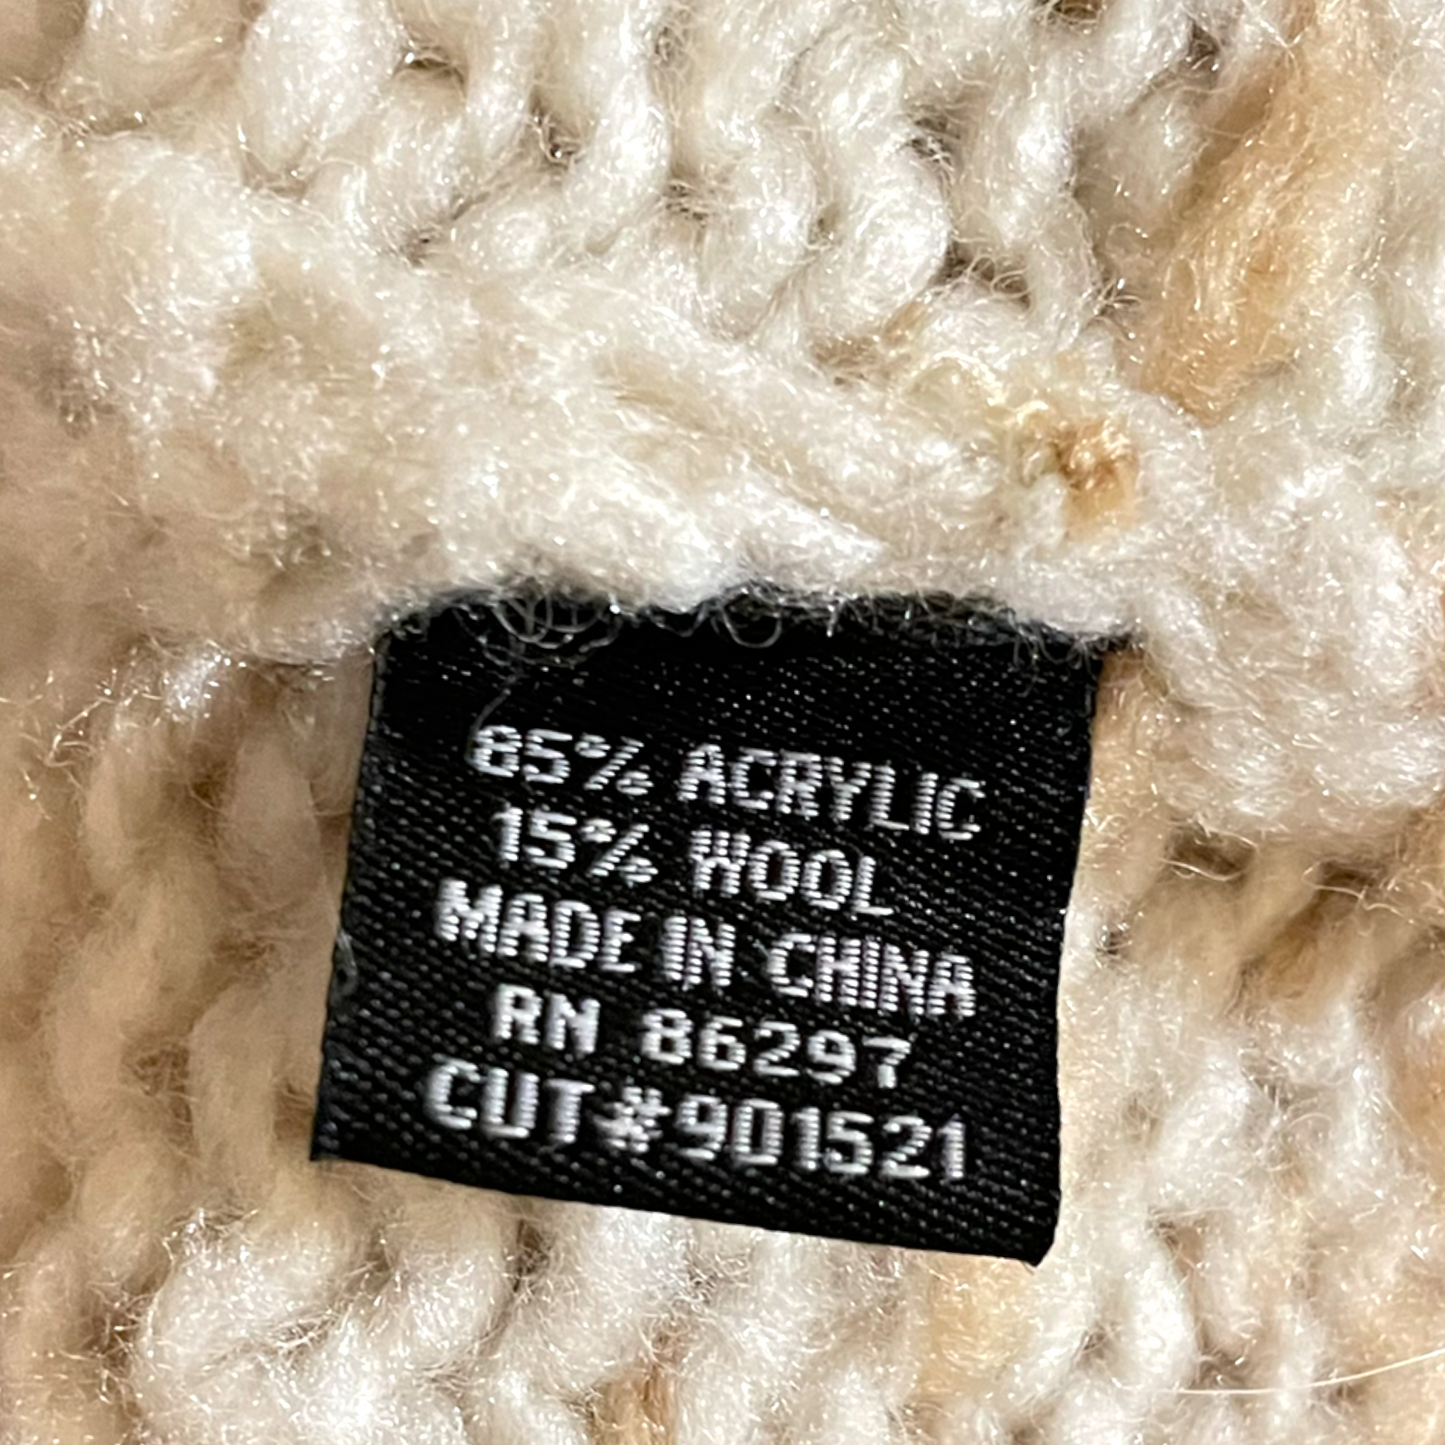 85% ACRYLIC
15% WOOL
MADE IN CHINA
RN 86297
CUT#901521